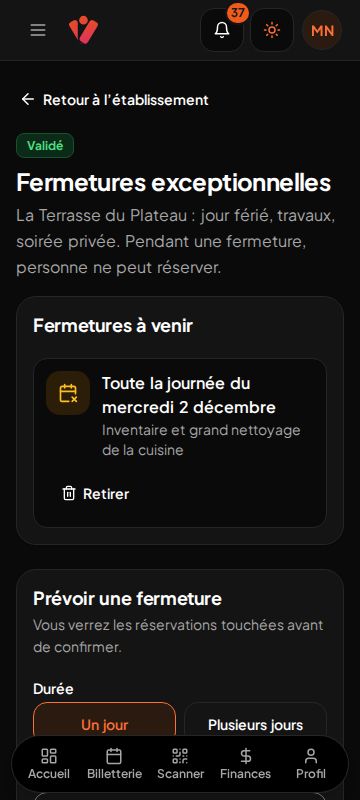 37
MN
Retour à l'établissement
Validé
Fermetures exceptionnelles
La Terrasse du Plateau : jour férié, travaux,
soirée privée. Pendant une fermeture,
personne ne peut réserver.
Fermetures à venir
Toute la journée du
mercredi 2 décembre
Inventaire et grand nettoyage
de la cuisine
Retirer
Prévoir une fermeture
Vous verrez les réservations touchées avant
de confirmer.
Durée
Un jour
Plusieurs jours
Accueil
Billetterie
Scanner
Finances
Profil